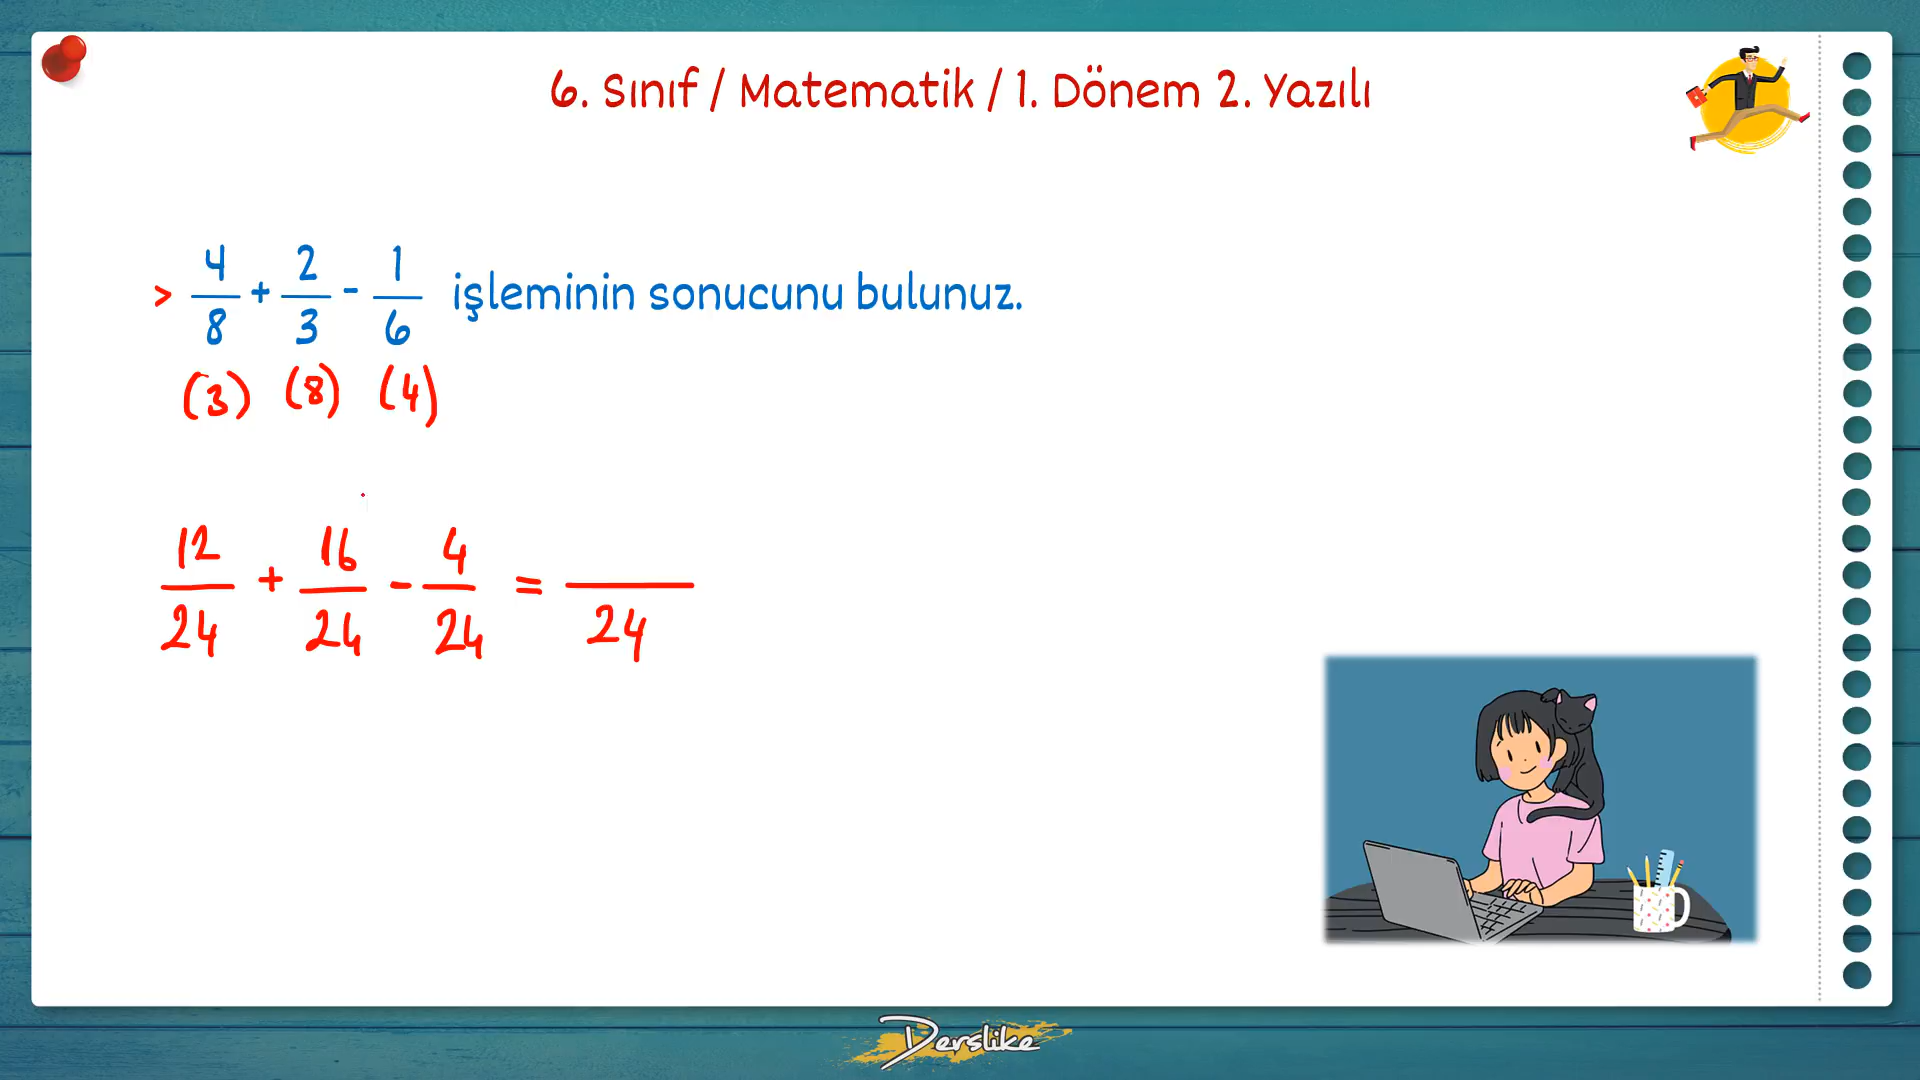 6. Sınıf / Matematik / 1. Dönem 2. Yazılı
> 4/8 + 2/3 - 1/6 işleminin sonucunu bulunuz.
(3) (8) (4)
12/24 + 16/24 - 4/24 = /24
Derslike